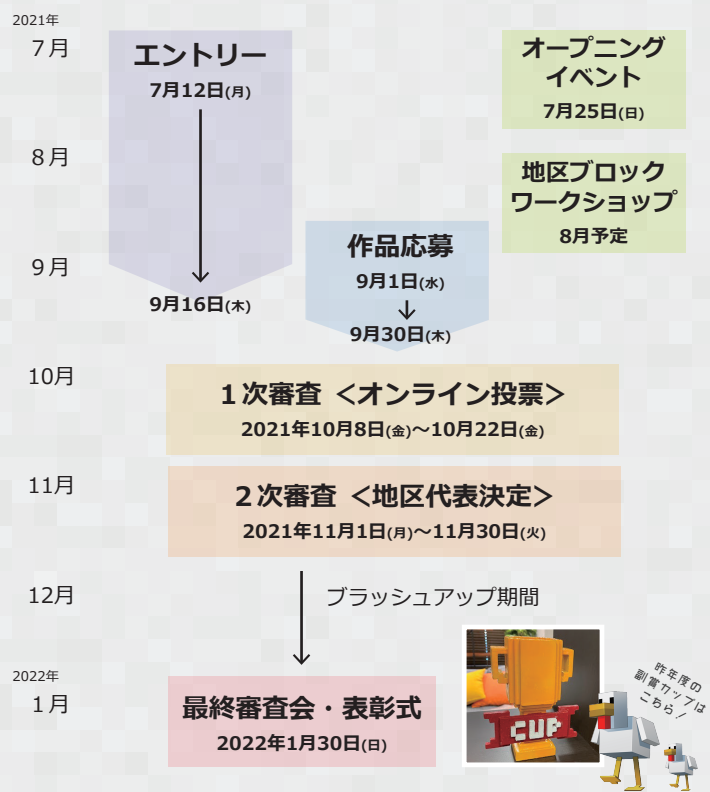 2021年
7月
エントリー
7月12日(月)
9月16日(木)
オープニング
イベント
7月25日(日)
8月
地区ブロック
ワークショップ
8月予定
9月
作品応募
9月1日(水)
9月30日(木)
10月
1次審査 <オンライン投票>
2021年10月8日(金)～10月22日(金)
11月
2次審査 <地区代表決定>
2021年11月1日(月)～11月30日(火)
12月
ブラッシュアップ期間
2022年
1月
最終審査会・表彰式
2022年1月30日(日)
CUP
昨年度の
副賞カップは
こちら！